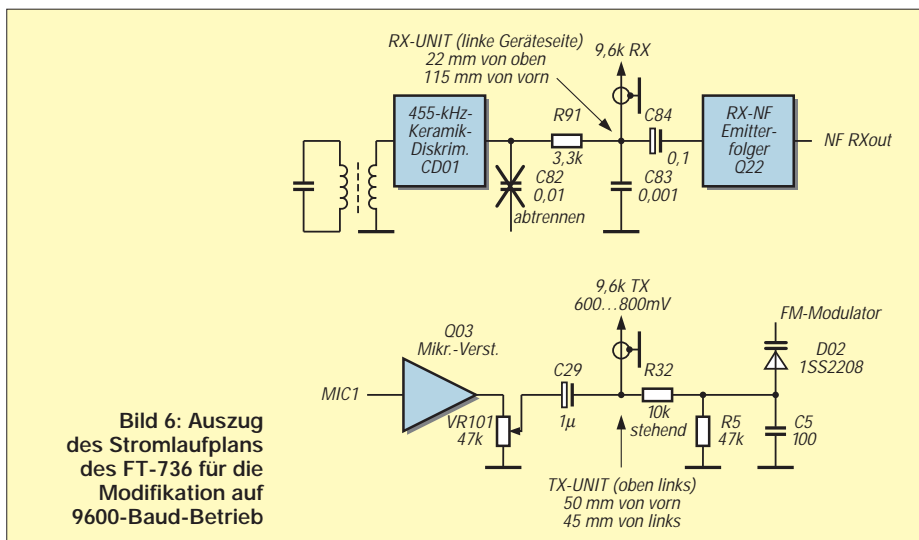 RX-UNIT (linke Geräteseite)
22 mm von oben
115 mm von vorn
9,6k RX
455-kHz-
Keramik-
Diskrim.
CD01
R91
3,3k
C82
0,01
abtrennen
C84
0,1
C83
0,001
RX-NF
Emitter-
folger
Q22
NF RXout
9,6k TX
600...800mV
FM-Modulator
Q03
Mikr.-Verst.
MIC1
VR101
47k
C29
1µ
R32
10k
stehend
R5
47k
D02
1SS2208
C5
100
TX-UNIT (oben links)
50 mm von vorn
45 mm von links
Bild 6: Auszug
des Stromlaufplans
des FT-736 für die
Modifikation auf
9600-Baud-Betrieb